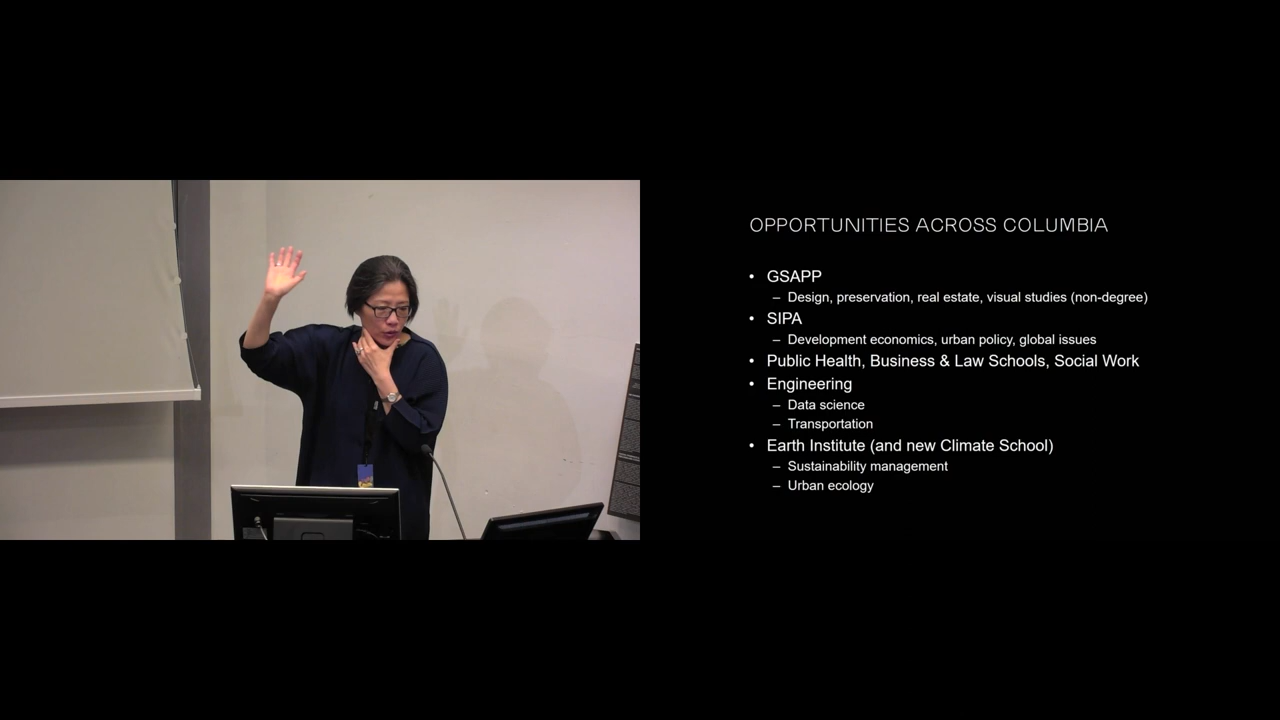 OPPORTUNITIES ACROSS COLUMBIA
• GSAPP
– Design, preservation, real estate, visual studies (non-degree)
• SIPA
– Development economics, urban policy, global issues
• Public Health, Business & Law Schools, Social Work
• Engineering
– Data science
– Transportation
• Earth Institute (and new Climate School)
– Sustainability management
– Urban ecology